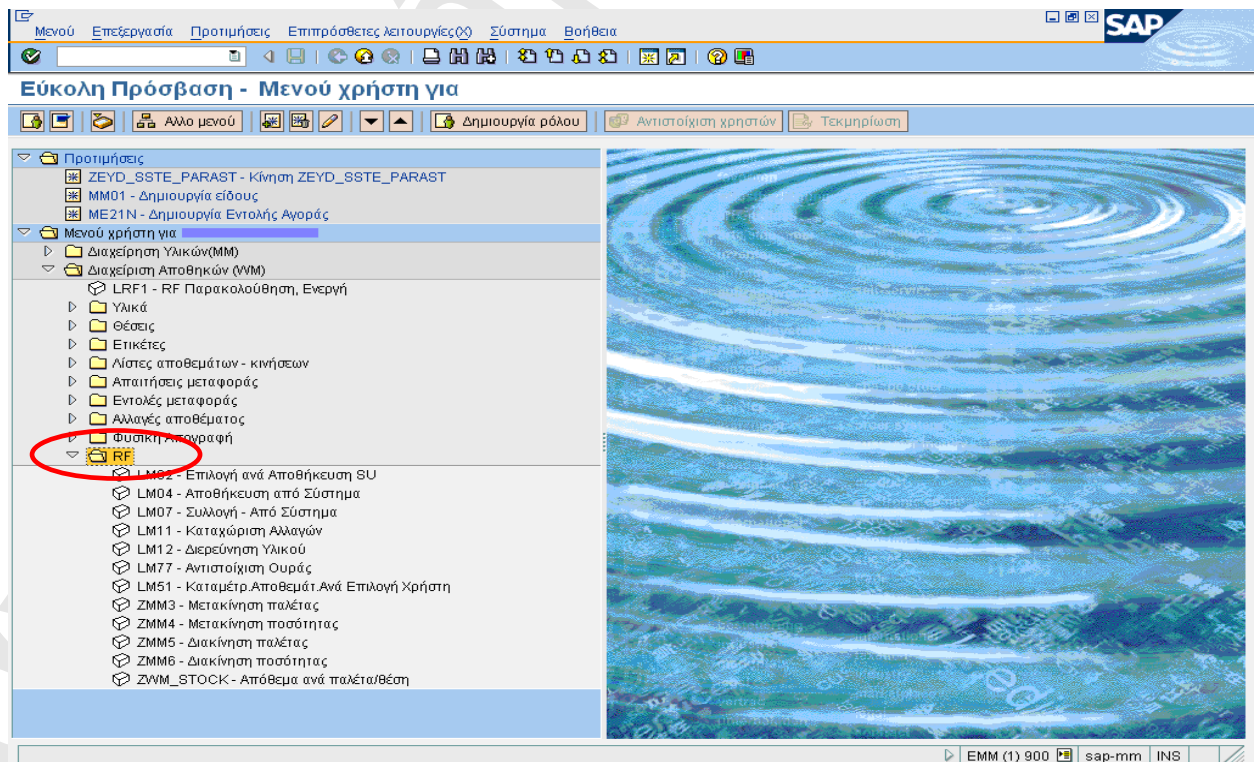 Μενού Επεξεργασία Προτιμήσεις Επιπρόσθετες λειτουργίες(X) Σύστημα Βοήθεια
SAP
Εύκολη Πρόσβαση - Μενού χρήστη για
Αλλο μενού Δημιουργία ρόλου Αντιστοίχιση χρηστών Τεκμηρίωση
Προτιμήσεις
ZEYD_SSTE_PARAST - Κίνηση ZEYD_SSTE_PARAST
MM01 - Δημιουργία είδους
ME21N - Δημιουργία Εντολής Αγοράς
Μενού χρήστη για
Διαχείρηση Υλικών(MM)
Διαχείριση Αποθηκών (WM)
LRF1 - RF Παρακολούθηση, Ενεργή
Υλικά
Θέσεις
Ετικέτες
Λίστες αποθεμάτων - κινήσεων
Απαιτήσεις μεταφοράς
Εντολές μεταφοράς
Αλλαγές αποθέματος
Φυσική Απογραφή
RF
LM02 - Επιλογή ανά Αποθήκευση SU
LM04 - Αποθήκευση από Σύστημα
LM07 - Συλλογή - Από Σύστημα
LM11 - Καταχώριση Αλλαγών
LM12 - Διερεύνηση Υλικού
LM77 - Αντιστοίχιση Ουράς
LM51 - Καταμέτρ.Αποθεμάτ.Ανά Επιλογή Χρήστη
ZMM3 - Μετακίνηση παλέτας
ZMM4 - Μετακίνηση ποσότητας
ZMM5 - Διακίνηση παλέτας
ZMM6 - Διακίνηση ποσότητας
ZWM_STOCK - Απόθεμα ανά παλέτα/θέση
EMM (1) 900 sap-mm INS